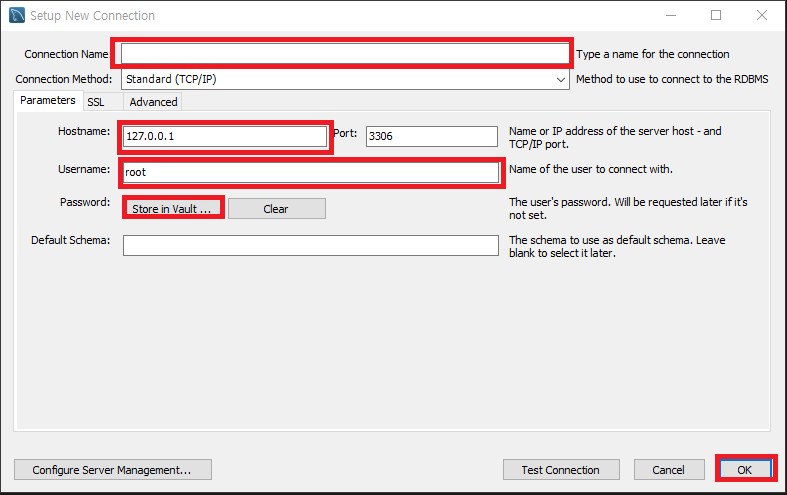 Setup New Connection
Connection Name
Type a name for the connection
Connection Method:
Standard (TCP/IP)
Method to use to connect to the RDBMS
Parameters
SSL
Advanced
Hostname:
127.0.0.1
Port:
3306
Name or IP address of the server host - and
TCP/IP port.
Username:
root
Name of the user to connect with.
Password:
Store in Vault ...
Clear
The user's password. Will be requested later if it's
not set.
Default Schema:
The schema to use as default schema. Leave
blank to select it later.
Configure Server Management...
Test Connection
Cancel
OK